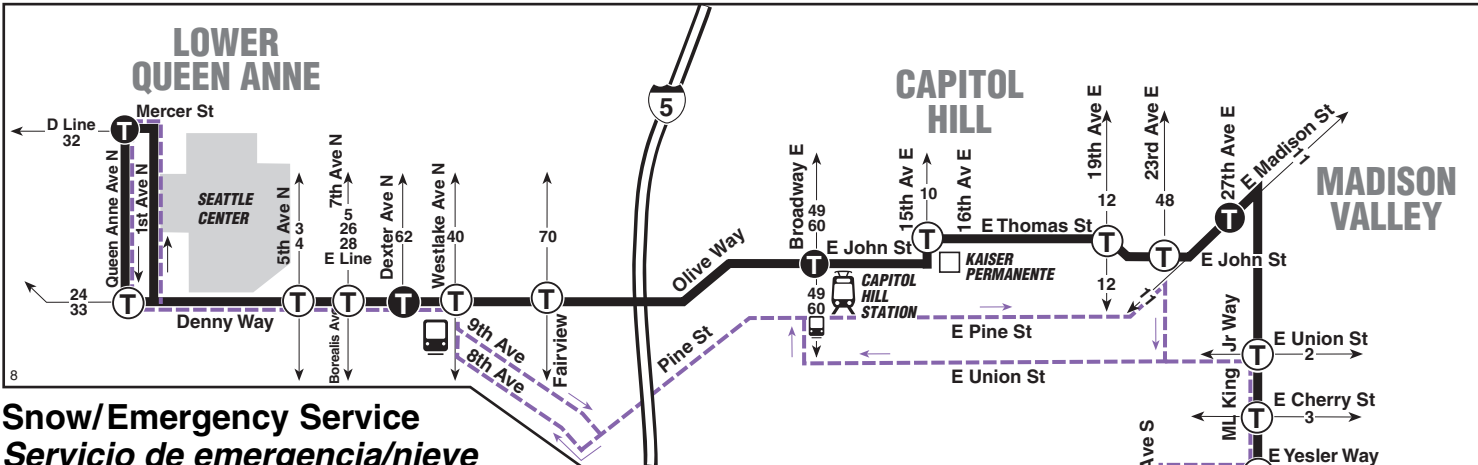 LOWER
QUEEN ANNE
Mercer St
D Line
32
T
Queen Anne Ave N
1st Ave N
SEATTLE
CENTER
24
33
T
Denny Way
5th Ave N
3
4
T
7th Ave N
5
26
28
E Line
T
Borealis Ave
Dexter Ave N
62
T
Westlake Ave N
40
T
9th Ave
8th Ave
70
T
Fairview
5
Olive Way
Pine St
CAPITOL
HILL
Broadway E
49
60
T
49
60
E John St
CAPITOL
HILL
STATION
15th Av E
10
T
16th Ave E
KAISER
PERMANENTE
E Thomas St
19th Ave E
12
T
12
23rd Ave E
48
T
11
27th Ave E
T
E Madison St
11
E John St
MADISON
VALLEY
E Pine St
E Union St
ML King Jr Way
T
E Union St
2
T
E Cherry St
3
E Yesler Way
Ave S
8
Snow/Emergency Service
Servicio de emergencia/nieve